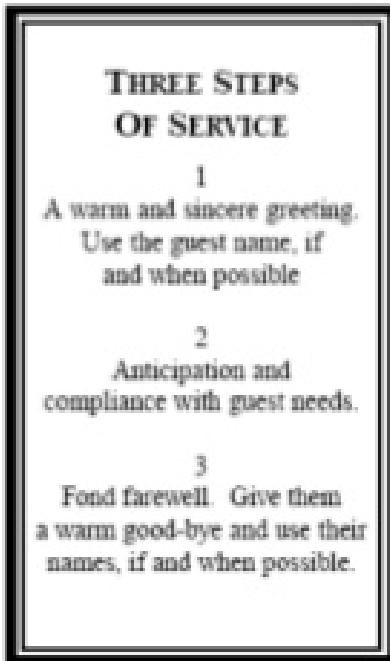 THREE STEPS
OF SERVICE
1
A warm and sincere greeting.
Use the guest name, if
and when possible
2
Anticipation and
compliance with guest needs.
3
Fond farewell. Give them
a warm good-bye and use their
names, if and when possible.